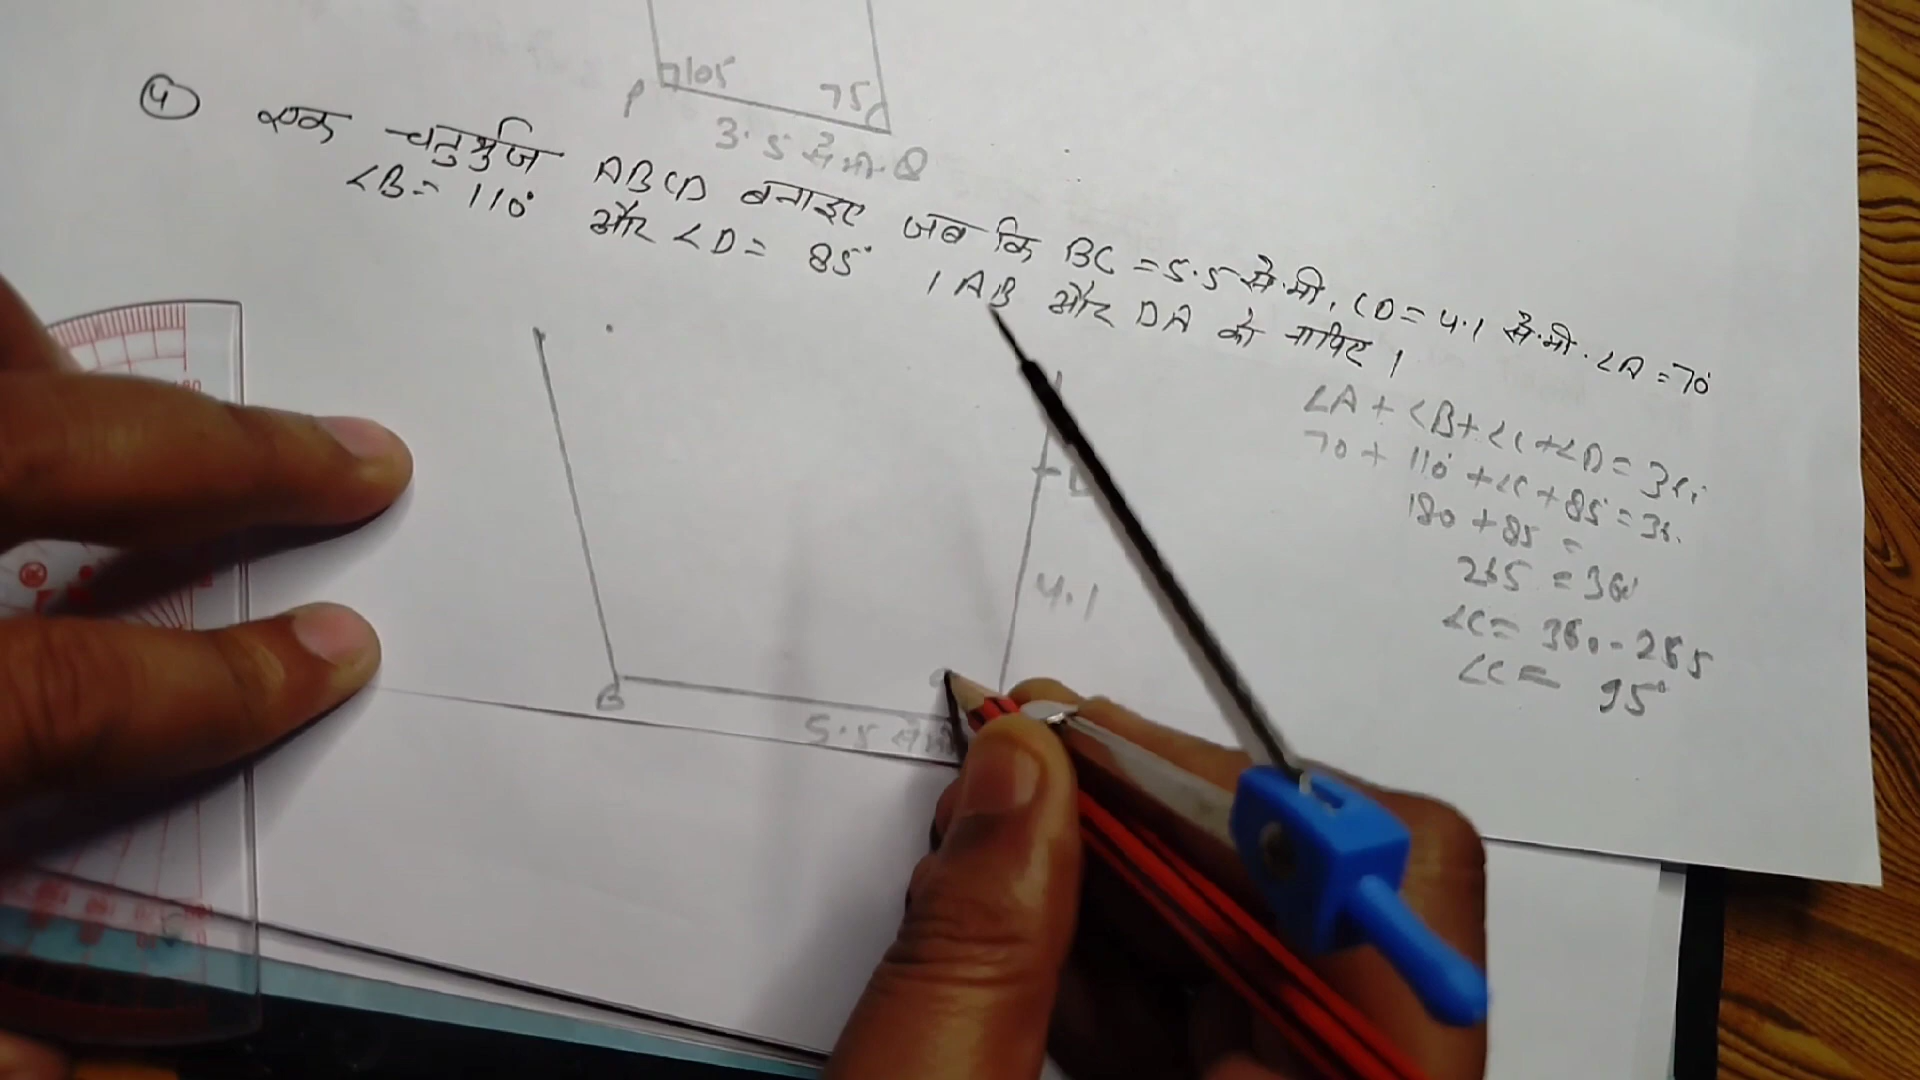 105
75
P
3.5 से.मी. Q
4 एक चतुर्भुज ABCD बनाइए जब कि BC = 5.5 से.मी. CD = 4.1 से.मी. ∠A = 70°
∠B = 110° और ∠D = 85° । AB और DA को नापिए ।
∠A + ∠B + ∠C + ∠D =
70 + 110° + ∠C + 85° =
180 + 85 =
265 = 360
∠C = 360 - 265
∠C = 95°
4.1
B
5.5